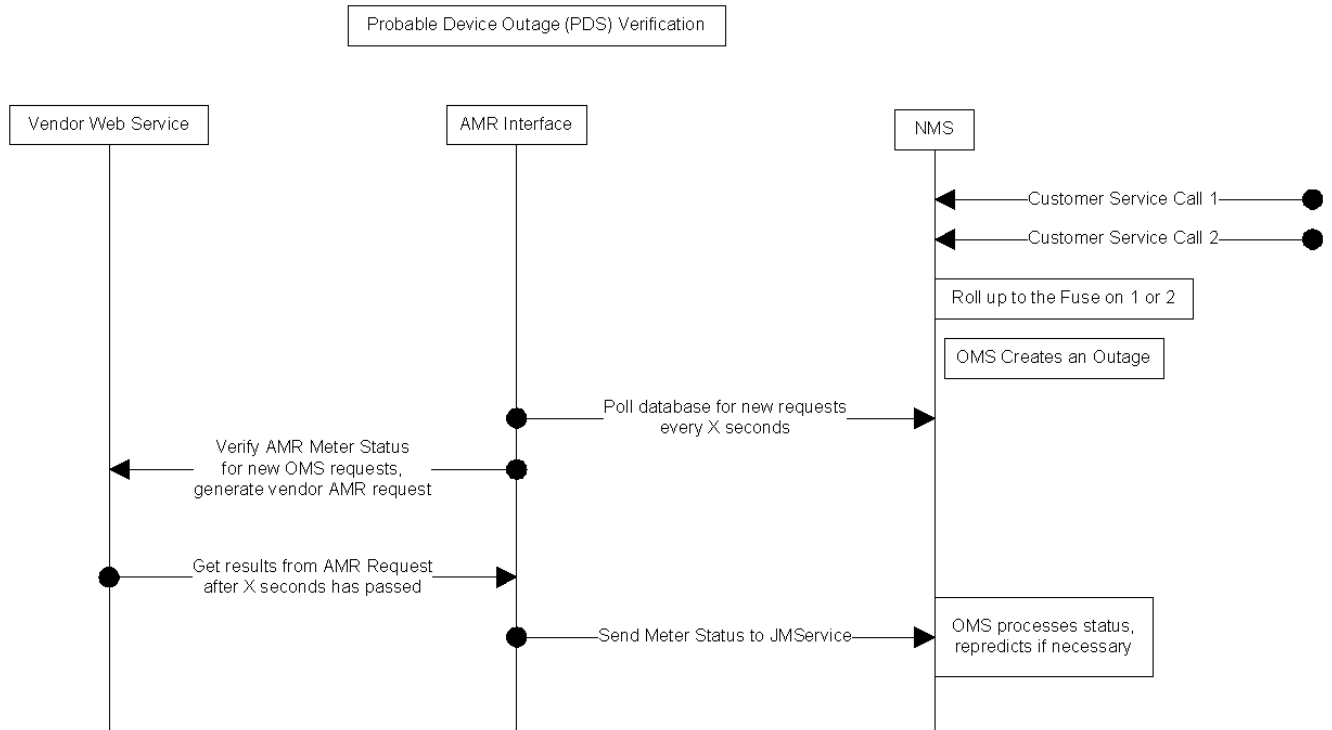 Probable Device Outage (PDS) Verification
Vendor Web Service
AMR Interface
NMS
Customer Service Call 1
Customer Service Call 2
Roll up to the Fuse on 1 or 2
OMS Creates an Outage
Poll database for new requests
every X seconds
Verify AMR Meter Status
for new OMS requests,
generate vendor AMR request
Get results from AMR Request
after X seconds has passed
Send Meter Status to JMService
OMS processes status,
repredicts if necessary